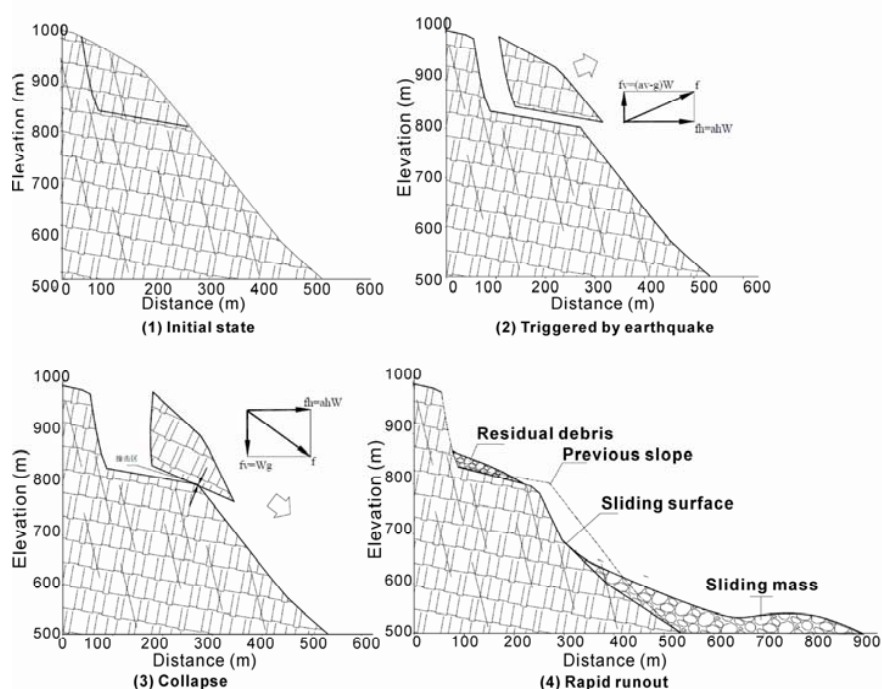 1000
900
800
700
600
500
Flevation (m)
0 100 200 300 400 500 600
Distance (m)
(1) Initial state
1000
900
800
700
600
500
Elevation (m)
fv=(av-g)W
f
fh=ahW
0 100 200 300 400 500 600
Distance (m)
(2) Triggered by earthquake
1000
900
800
700
600
500
Elevation (m)
fh=ahW
fv=Wg
f
0 100 200 300 400 500 600
Distance (m)
(3) Collapse
1000
900
800
700
600
500
Elevation (m)
Residual debris
Previous slope
Sliding surface
Sliding mass
0 100 200 300 400 500 600 700 800 900
Distance (m)
(4) Rapid runout